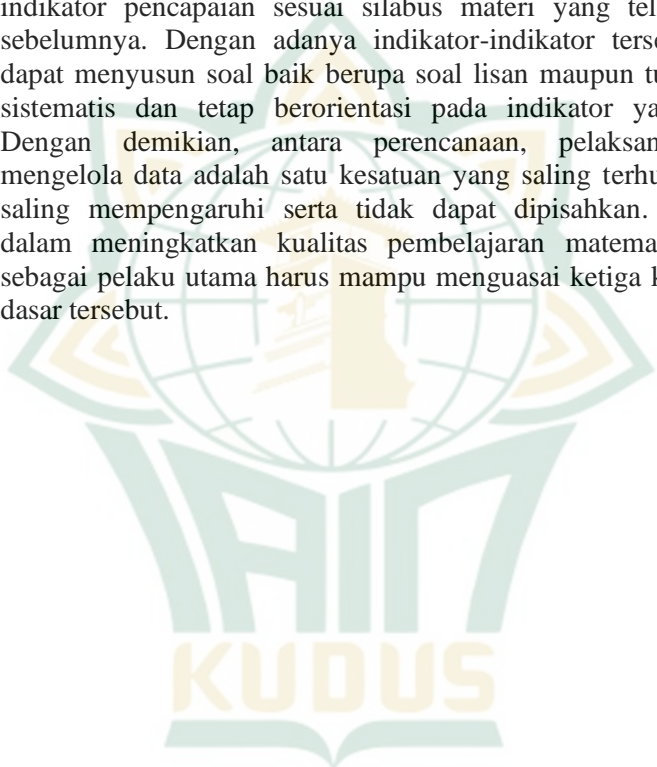 indikator pencapaian sesuai silabus materi yang tel
sebelumnya. Dengan adanya indikator-indikator terse
dapat menyusun soal baik berupa soal lisan maupun tu
sistematis dan tetap berorientasi pada indikator ya
Dengan demikian, antara perencanaan, pelaksan
mengelola data adalah satu kesatuan yang saling terhu
saling mempengaruhi serta tidak dapat dipisahkan.
dalam meningkatkan kualitas pembelajaran matema
sebagai pelaku utama harus mampu menguasai ketiga k
dasar tersebut.
IAIN
KUDUS